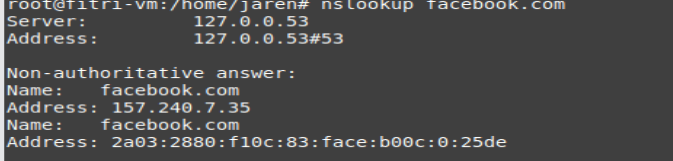 root@fitri-vm:/home/jaren# nslookup facebook.com
Server: 127.0.0.53
Address: 127.0.0.53#53
Non-authoritative answer:
Name: facebook.com
Address: 157.240.7.35
Name: facebook.com
Address: 2a03:2880:f10c:83:face:b00c:0:25de